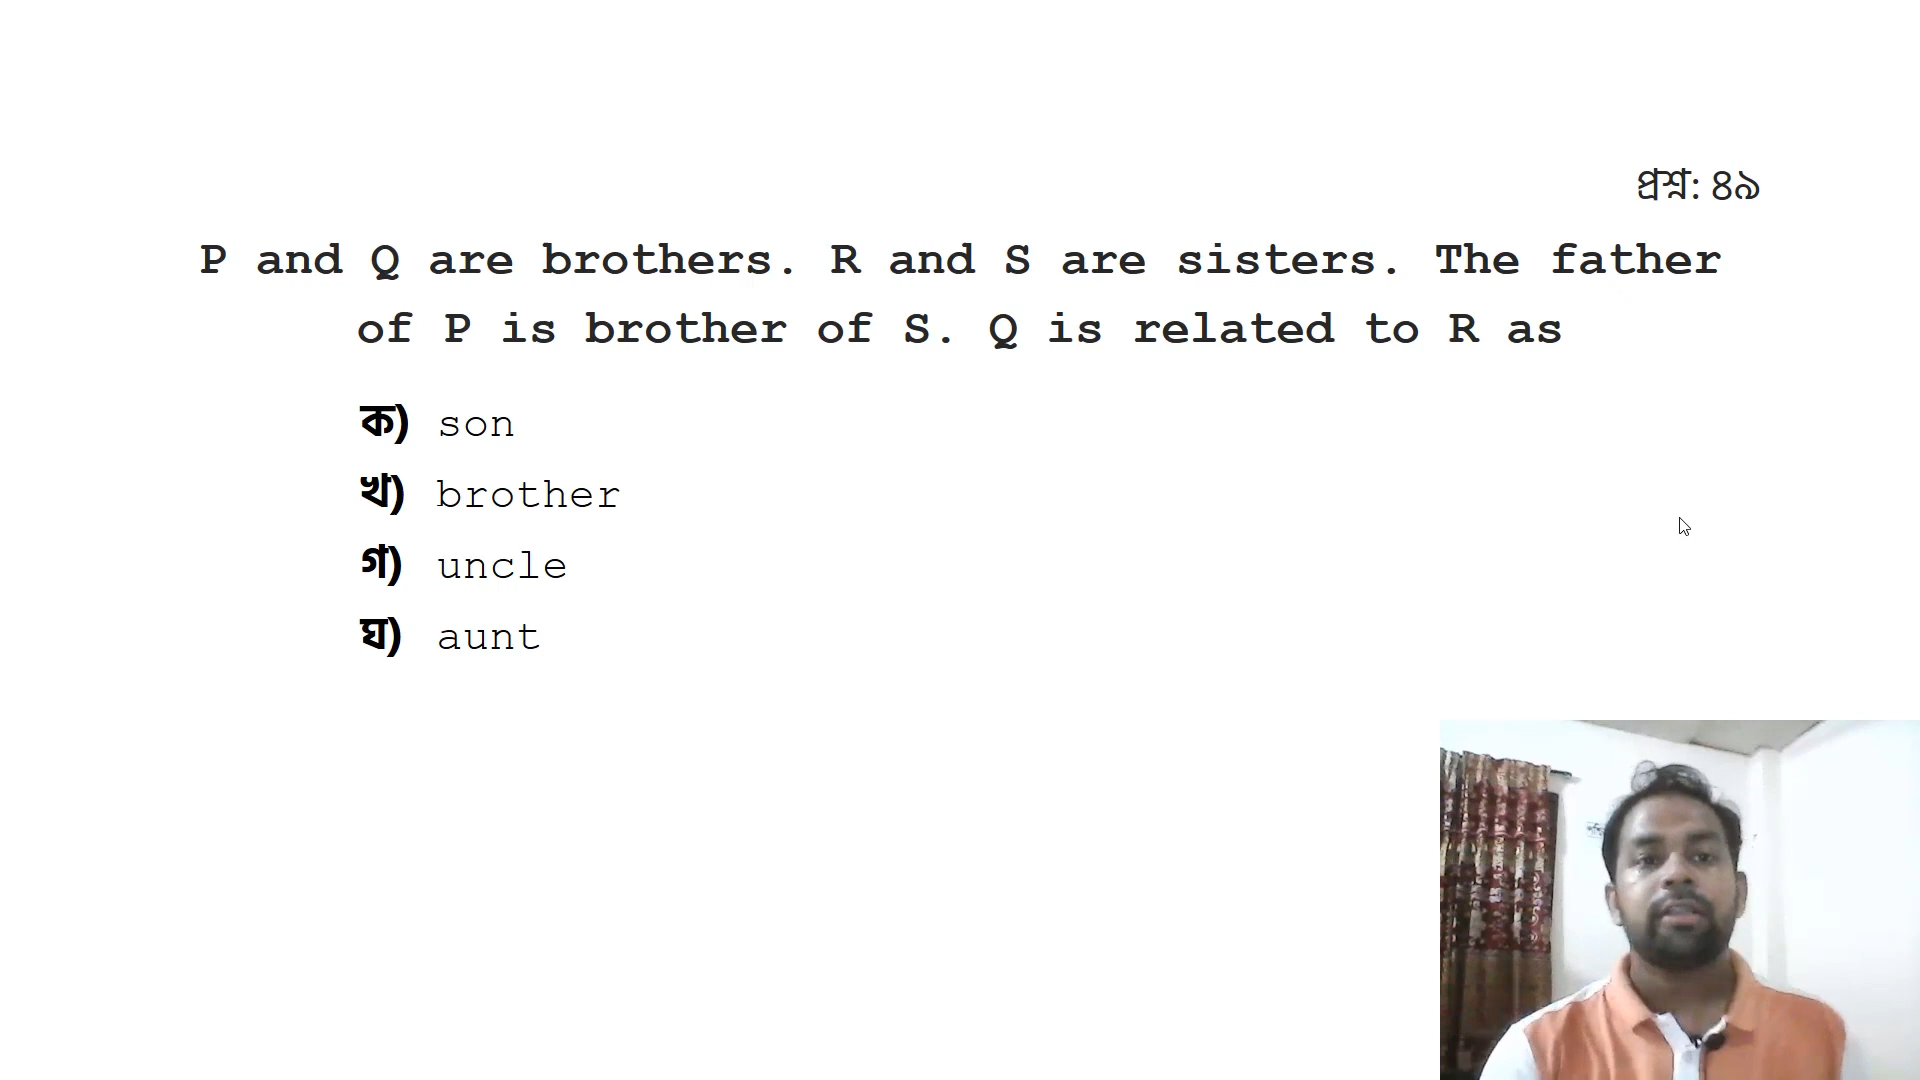 প্রশ্ন: ৪৯
P and Q are brothers. R and S are sisters. The father
of P is brother of S. Q is related to R as
ক) son
খ) brother
গ) uncle
ঘ) aunt